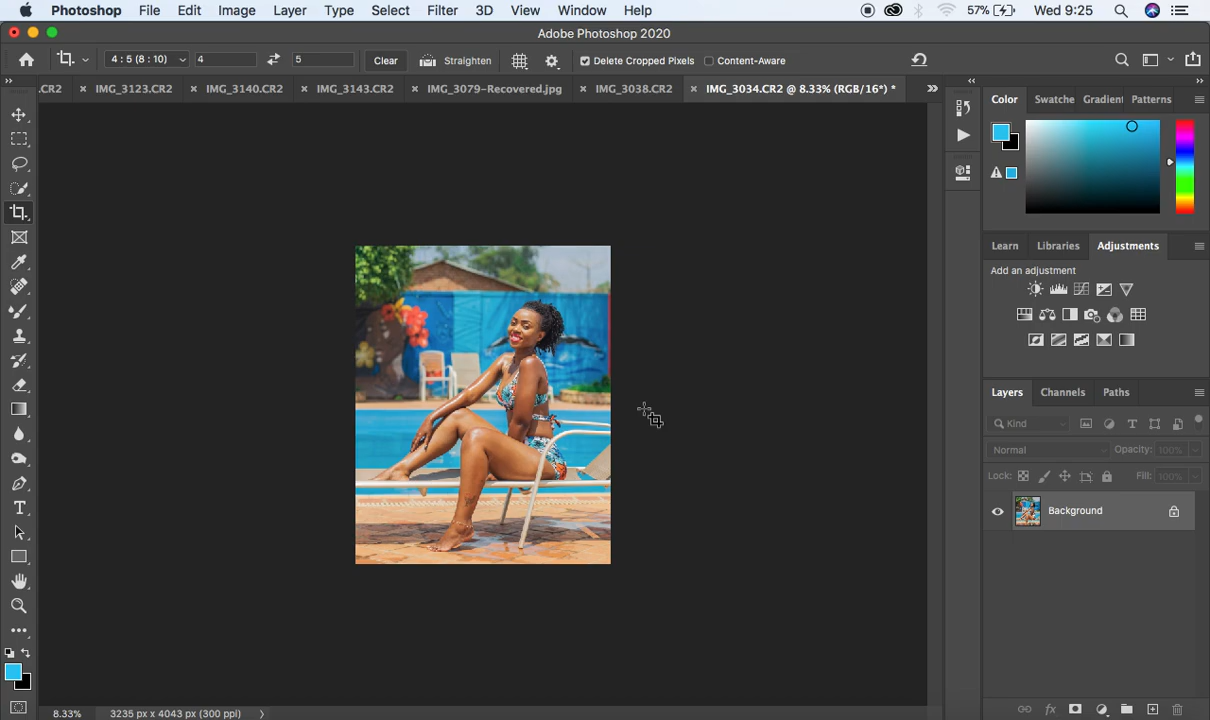 Photoshop File Edit Image Layer Type Select Filter 3D View Window Help 57% Wed 9:25
Adobe Photoshop 2020
4 : 5 (8 : 10) 4 5 Clear Straighten Delete Cropped Pixels Content-Aware
.CR2 × IMG_3123.CR2 × IMG_3140.CR2 × IMG_3143.CR2 × IMG_3079-Recovered.jpg × IMG_3038.CR2 × IMG_3034.CR2 @ 8.33% (RGB/16*) *
Color Swatche Gradien Patterns
Learn Libraries Adjustments
Add an adjustment
Layers Channels Paths
Kind
Normal Opacity: 100%
Lock: Fill: 100%
Background
8.33% 3235 px x 4043 px (300 ppi)